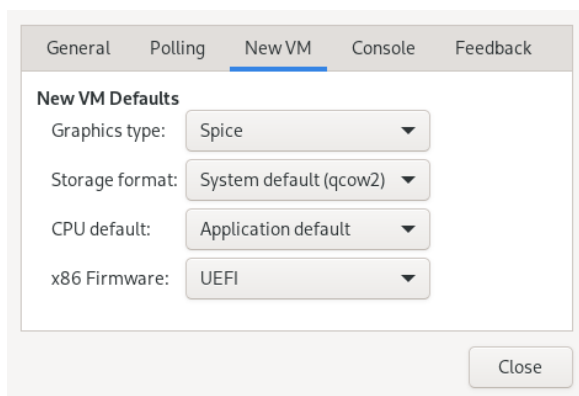 General Polling New VM Console Feedback
New VM Defaults
Graphics type: Spice
Storage format: System default (qcow2)
CPU default: Application default
x86 Firmware: UEFI
Close